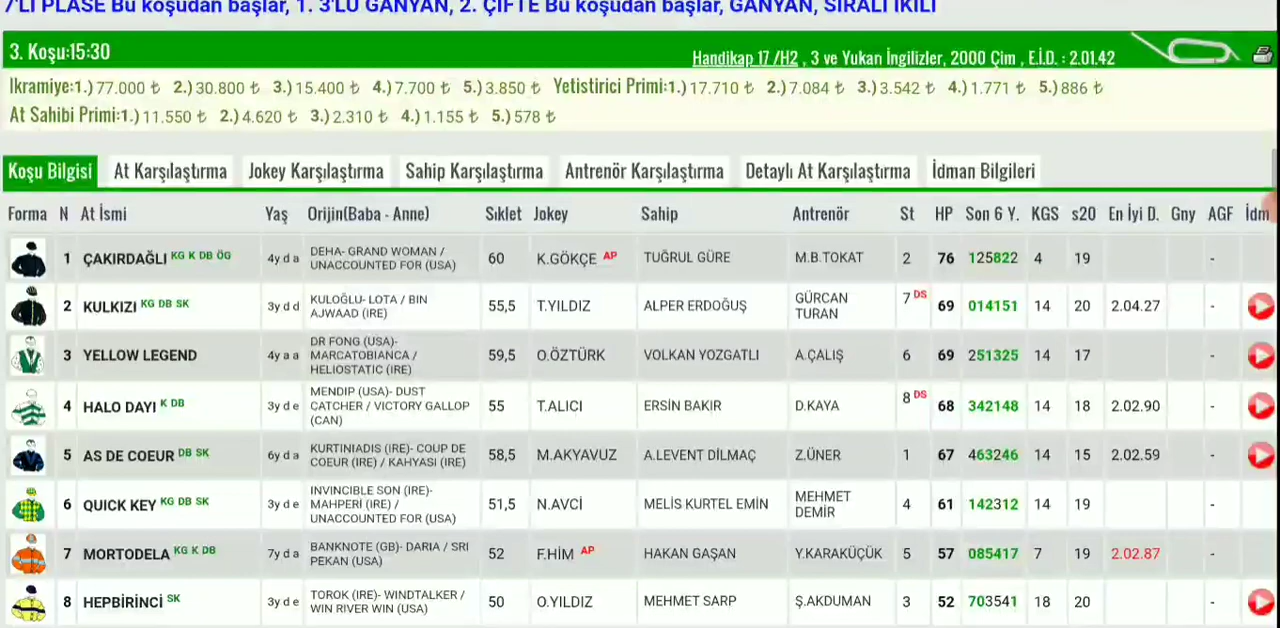 7'Lİ PLASE Bu koşudan başlar, 1. 3'LÜ GANYAN, 2. ÇİFTE Bu koşudan başlar, GANYAN, SIRALI İKİLİ
3. Koşu:15:30 Handikap 17 /H2 , 3 ve Yukarı İngilizler, 2000 Çim , E.İ.D. : 2.01.42
Ikramiye:1.) 77.000 ₺ 2.) 30.800 ₺ 3.) 15.400 ₺ 4.) 7.700 ₺ 5.) 3.850 ₺ Yetistirici Primi:1.) 17.710 ₺ 2.) 7.084 ₺ 3.) 3.542 ₺ 4.) 1.771 ₺ 5.) 886 ₺
At Sahibi Primi:1.) 11.550 ₺ 2.) 4.620 ₺ 3.) 2.310 ₺ 4.) 1.155 ₺ 5.) 578 ₺
Koşu Bilgisi At Karşılaştırma Jokey Karşılaştırma Sahip Karşılaştırma Antrenör Karşılaştırma Detaylı At Karşılaştırma İdman Bilgileri
Forma N At İsmi Yaş Orijin(Baba - Anne) Sıklet Jokey Sahip Antrenör St HP Son 6 Y. KGS s20 En İyi D. Gny AGF İdm
1 ÇAKIRDAĞLI KG K DB ÖG 4y d a DEHA- GRAND WOMAN / UNACCOUNTED FOR (USA) 60 K.GÖKÇE AP TUĞRUL GÜRE M.B.TOKAT 2 76 125822 4 19 -
2 KULKIZI KG DB SK 3y d d KULOĞLU- LOTA / BIN AJWAAD (IRE) 55,5 T.YILDIZ ALPER ERDOĞUŞ GÜRCAN TURAN 7 DS 69 014151 14 20 2.04.27 -
3 YELLOW LEGEND 4y a a DR FONG (USA)- MARCATOBIANCA / HELIOSTATIC (IRE) 59,5 O.ÖZTÜRK VOLKAN YOZGATLI A.ÇALIŞ 6 69 251325 14 17 -
4 HALO DAYI K DB 3y d e MENDIP (USA)- DUST CATCHER / VICTORY GALLOP (CAN) 55 T.ALICI ERSİN BAKIR D.KAYA 8 DS 68 342148 14 18 2.02.90 -
5 AS DE COEUR DB SK 6y d a KURTINIADIS (IRE)- COUP DE COEUR (IRE) / KAHYASI (IRE) 58,5 M.AKYAVUZ A.LEVENT DİLMAÇ Z.ÜNER 1 67 463246 14 15 2.02.59 -
6 QUICK KEY KG DB SK 3y d e INVINCIBLE SON (IRE)- MAHPERİ (IRE) / UNACCOUNTED FOR (USA) 51,5 N.AVCİ MELİS KURTEL EMİN MEHMET DEMİR 4 61 142312 14 19 -
7 MORTODELA KG K DB 7y d a BANKNOTE (GB)- DARIA / SRI PEKAN (USA) 52 F.HİM AP HAKAN GAŞAN Y.KARAKÜÇÜK 5 57 085417 7 19 2.02.87 -
8 HEPBİRİNCİ SK 3y d e TOROK (IRE)- WINDTALKER / WIN RIVER WIN (USA) 50 O.YILDIZ MEHMET SARP Ş.AKDUMAN 3 52 703541 18 20 -